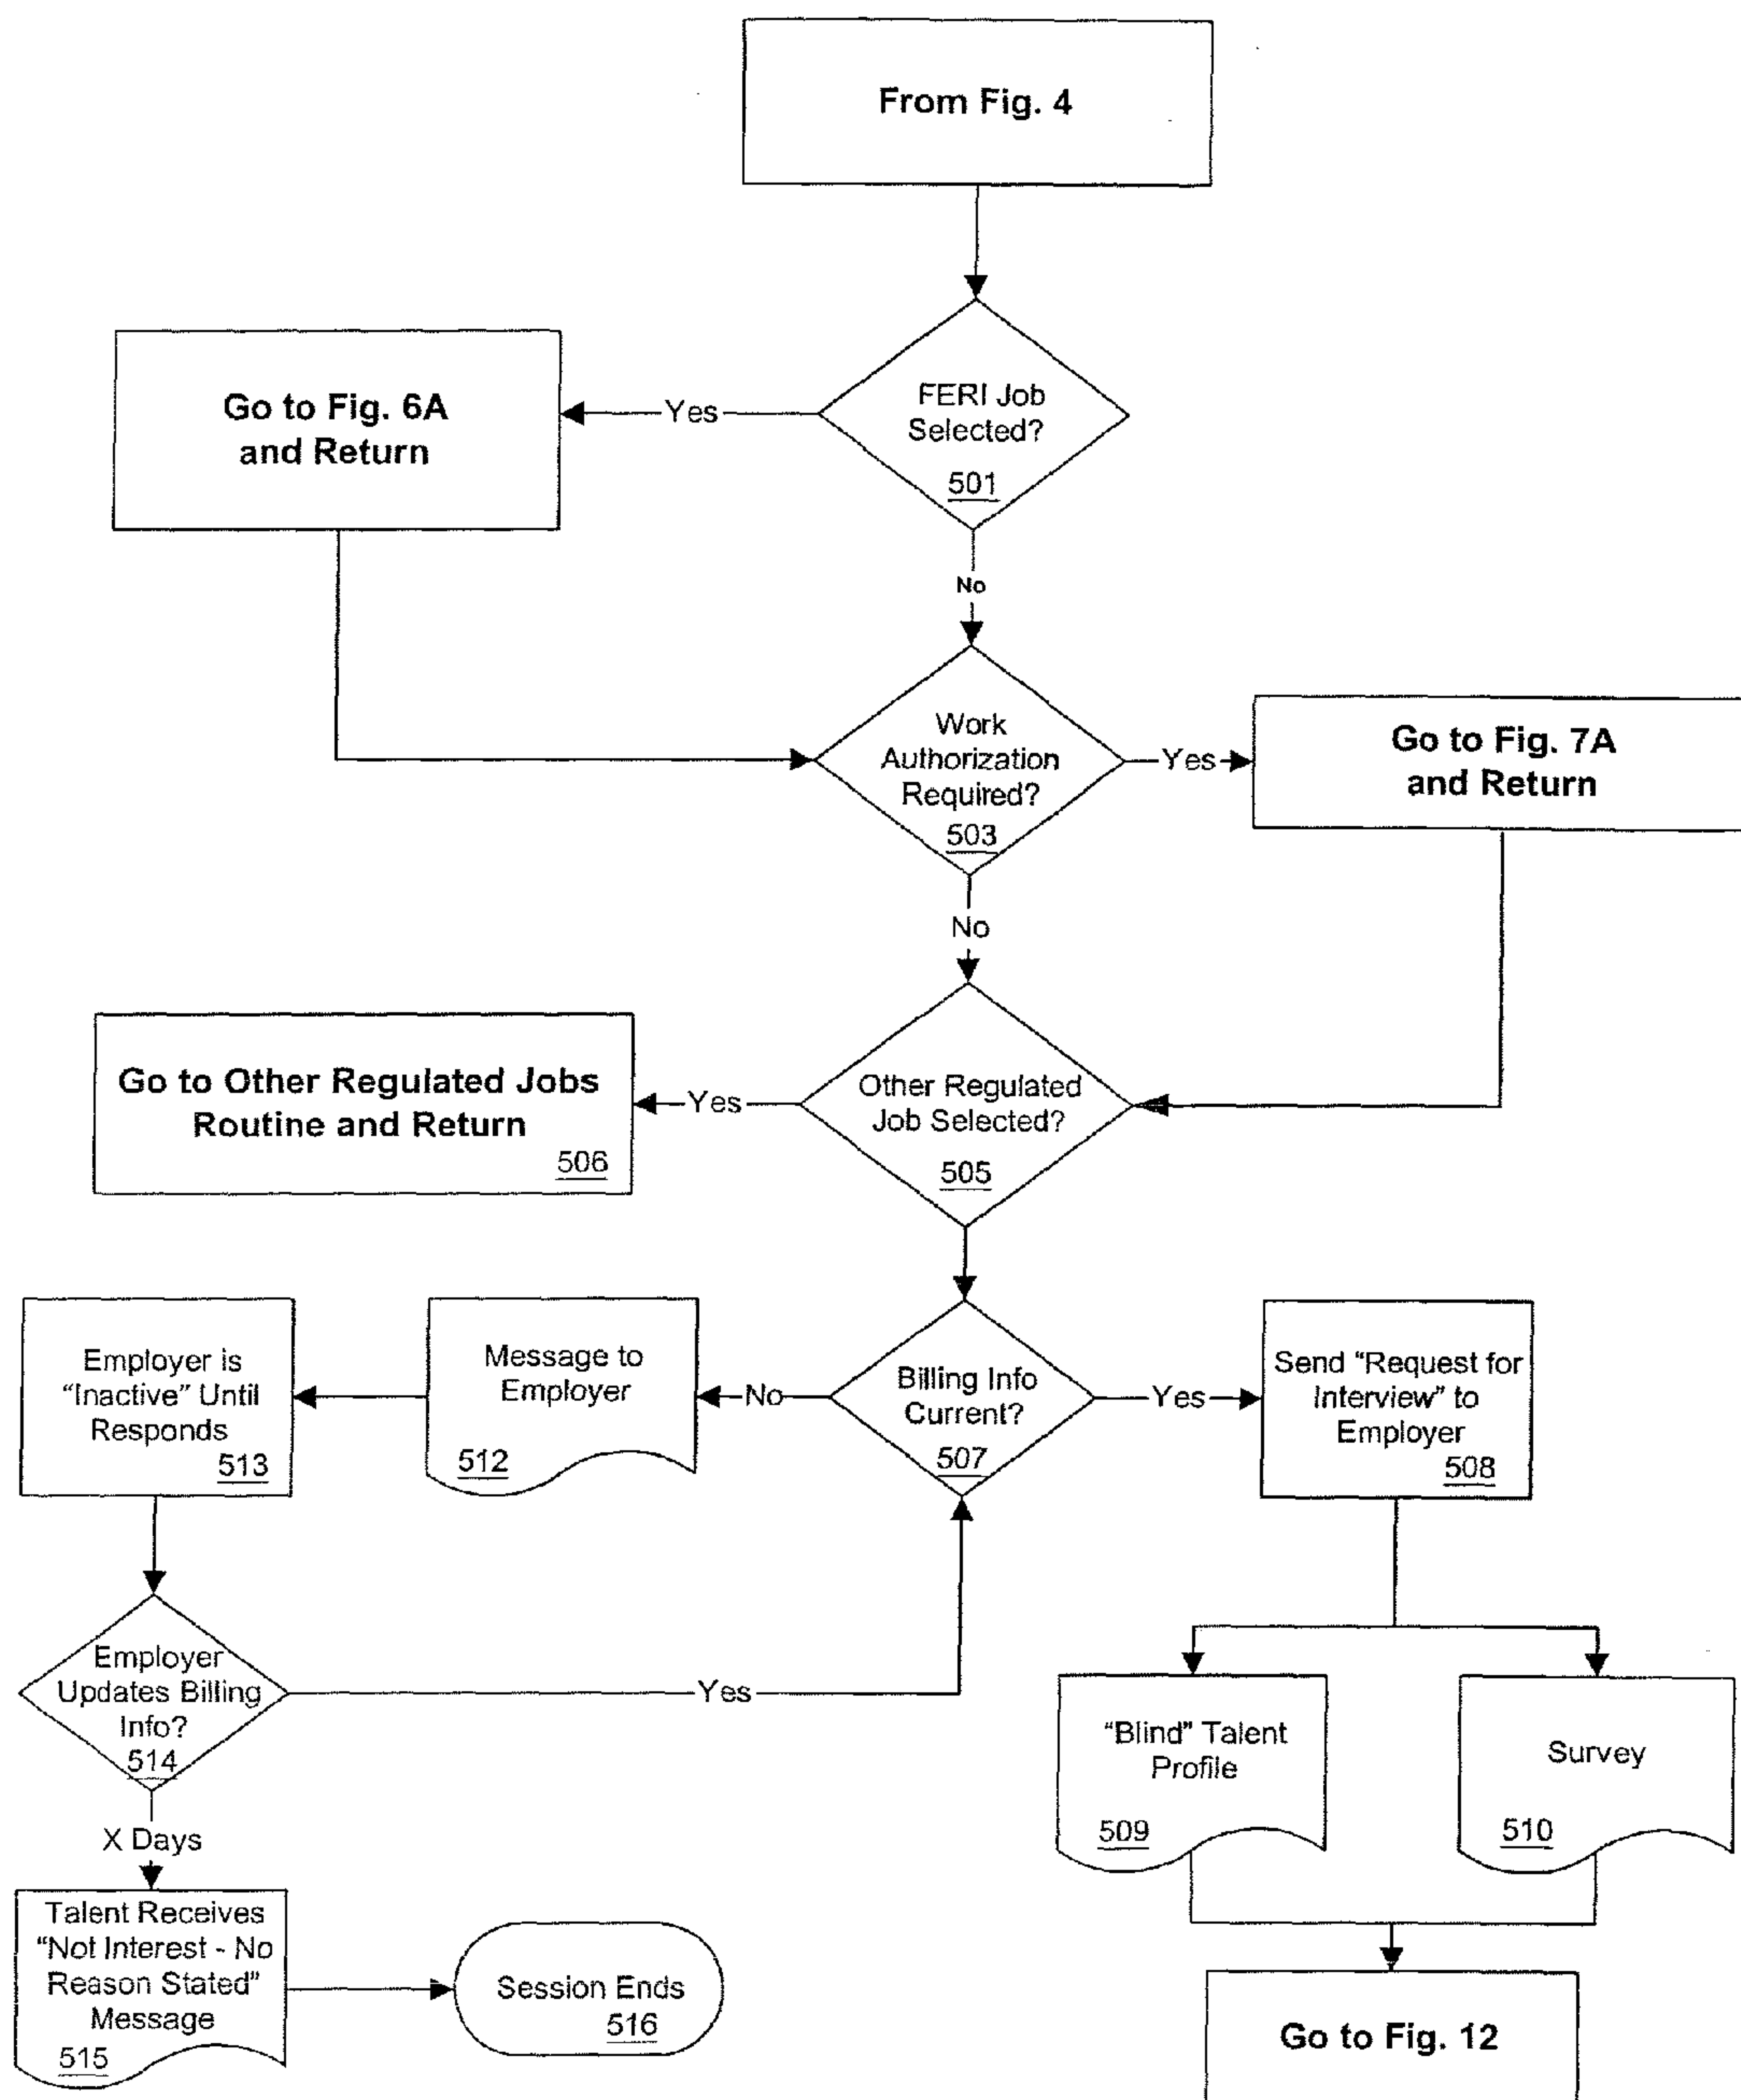 From Fig. 4
FERI Job
Selected?
501
Yes
Go to Fig. 6A
and Return
No
Work
Authorization
Required?
503
Yes
Go to Fig. 7A
and Return
No
Other Regulated
Job Selected?
505
Yes
Go to Other Regulated Jobs
Routine and Return
506
Billing Info
Current?
507
No
Message to
Employer
512
Employer is
“Inactive” Until
Responds
513
Yes
Send “Request for
Interview” to
Employer
508
Employer
Updates Billing
Info?
514
Yes
“Blind” Talent
Profile
509
Survey
510
X Days
Talent Receives
“Not Interest - No
Reason Stated”
Message
515
Session Ends
516
Go to Fig. 12